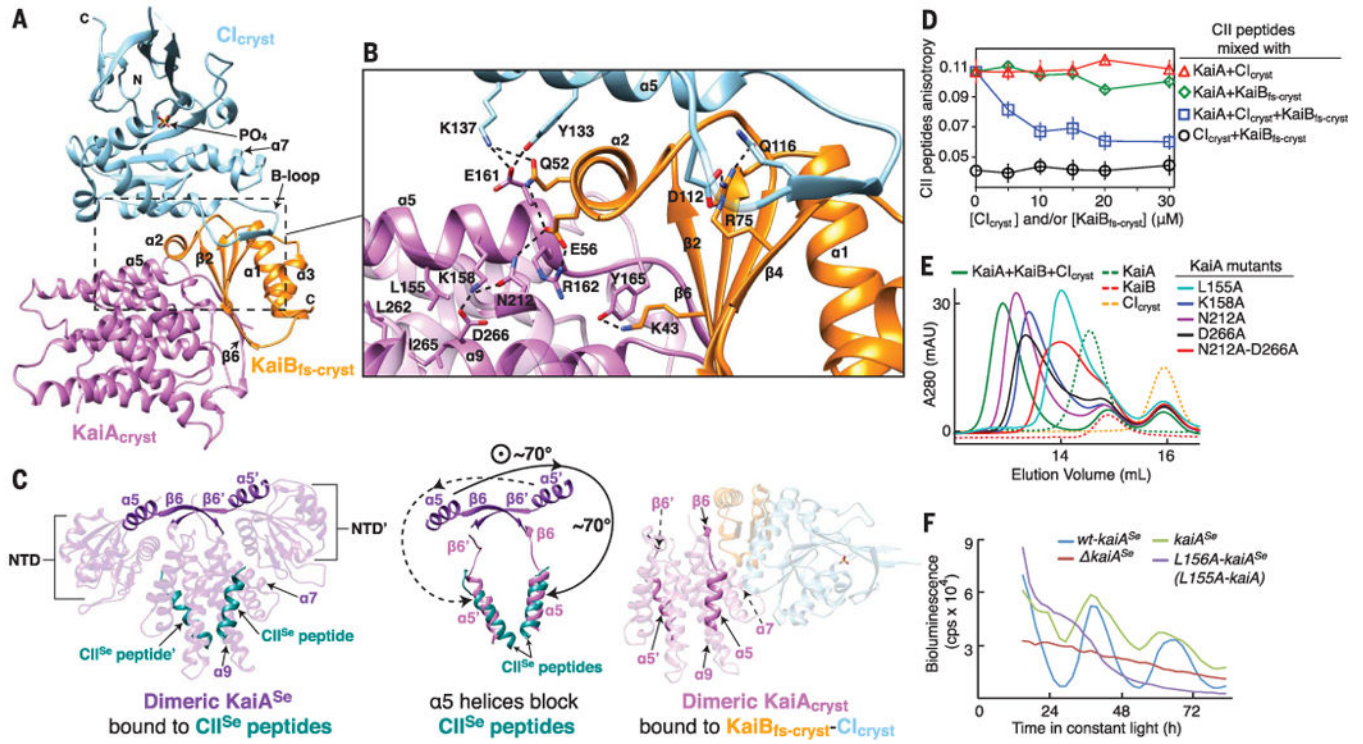 A
C
CIcryst
N
PO4
α7
B-loop
α2
β2
α5
α1
α3
C
β6
KaiBfs-cryst
KaiAcryst
B
α5
K137
Y133
α2
Q116
Q52
E161
D112
α5
R75
β2
E56
α1
K158
Y165
β4
L155
R162
β6
L262
N212
K43
D266
I265
α9
C
α5 β6 β6' α5'
NTD
NTD'
α7
CIISe peptide
CIISe peptide'
α9
Dimeric KaiASe
bound to CIISe peptides
~70°
α5 β6 β6' α5'
~70°
β6
β6'
α5'
α5
CIISe peptides
α5 helices block
CIISe peptides
β6' β6
α7
α5'
α5
α9
Dimeric KaiAcryst
bound to KaiBfs-cryst-CIcryst
D
CII peptides
mixed with
KaiA+CIcryst
KaiA+KaiBfs-cryst
KaiA+CIcryst+KaiBfs-cryst
CIcryst+KaiBfs-cryst
CII peptides anisotropy
0.11
0.09
0.07
0.05
0 10 20 30
[CIcryst] and/or [KaiBfs-cryst] (μM)
E
KaiA+KaiB+CIcryst
KaiA
KaiB
CIcryst
KaiA mutants
L155A
K158A
N212A
D266A
N212A-D266A
A280 (mAU)
30
0
14 16
Elution Volume (mL)
F
wt-kaiASe
kaiASe
ΔkaiASe
L156A-kaiASe
(L155A-kaiA)
Bioluminescence
(cps x 10^4)
9
6
3
24 48 72
Time in constant light (h)